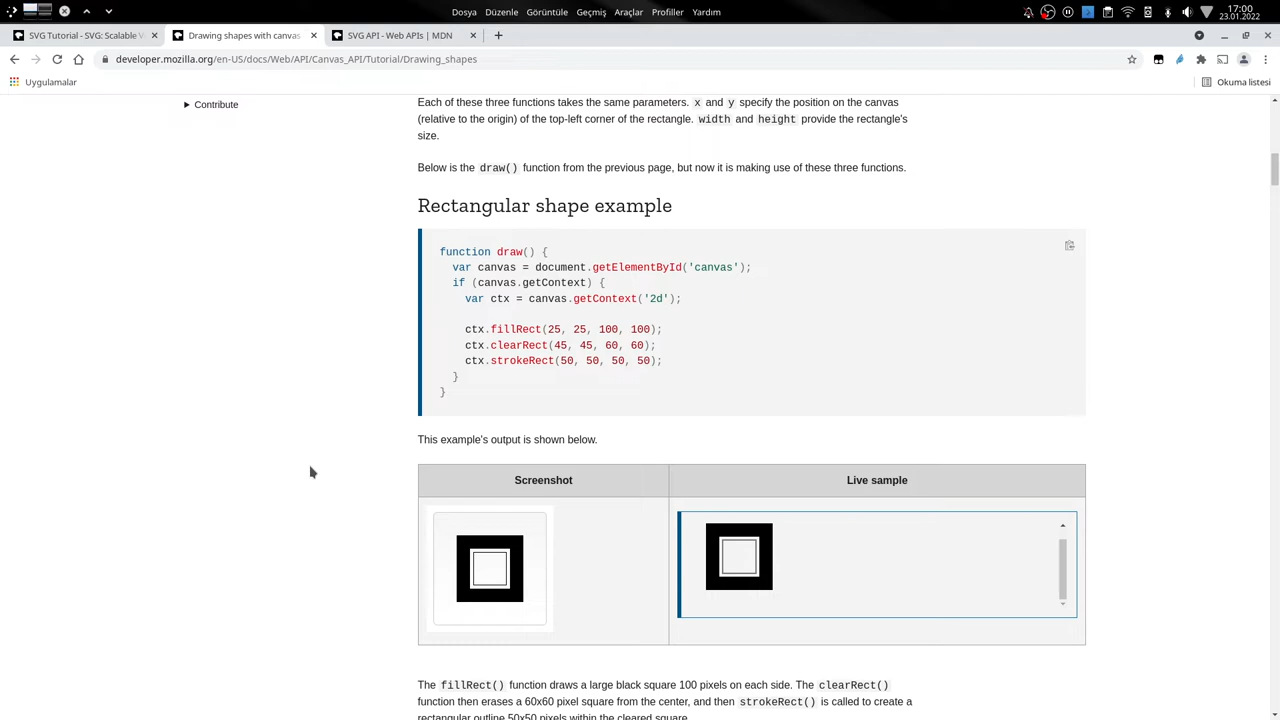 Dosya Düzenle Görüntüle Geçmiş Araçlar Profiller Yardım
17:00
23.01.2022
SVG Tutorial - SVG: Scalable V
Drawing shapes with canvas
SVG API - Web APIs | MDN
developer.mozilla.org/en-US/docs/Web/API/Canvas_API/Tutorial/Drawing_shapes
Uygulamalar
Okuma listesi
Contribute
Each of these three functions takes the same parameters. x and y specify the position on the canvas
(relative to the origin) of the top-left corner of the rectangle. width and height provide the rectangle's
size.
Below is the draw() function from the previous page, but now it is making use of these three functions.
Rectangular shape example
function draw() {
var canvas = document.getElementById('canvas');
if (canvas.getContext) {
var ctx = canvas.getContext('2d');
ctx.fillRect(25, 25, 100, 100);
ctx.clearRect(45, 45, 60, 60);
ctx.strokeRect(50, 50, 50, 50);
}
}
This example's output is shown below.
Screenshot
Live sample
The fillRect() function draws a large black square 100 pixels on each side. The clearRect()
function then erases a 60x60 pixel square from the center, and then strokeRect() is called to create a
rectangular outline 50x50 pixels within the cleared square.